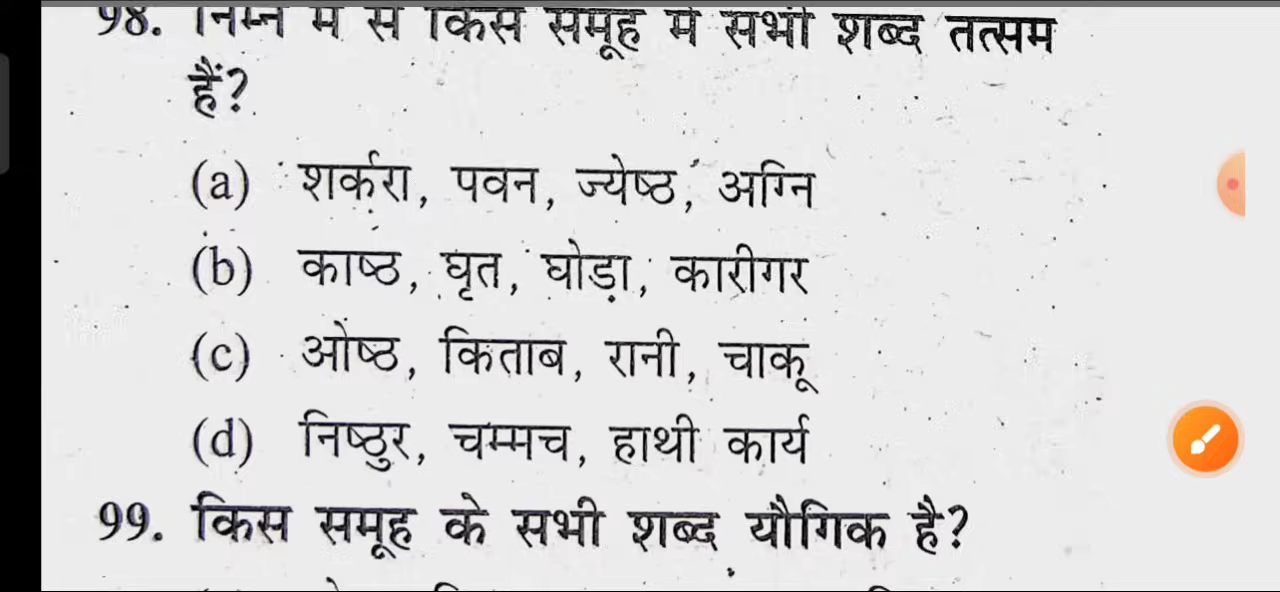 98. निम्न में से किस समूह में सभी शब्द तत्सम
हैं?
(a) शर्करा, पवन, ज्येष्ठ, अग्नि
(b) काष्ठ, घृत, घोड़ा, कारीगर
(c) ओष्ठ, किताब, रानी, चाकू
(d) निष्ठुर, चम्मच, हाथी कार्य
99. किस समूह के सभी शब्द यौगिक है?